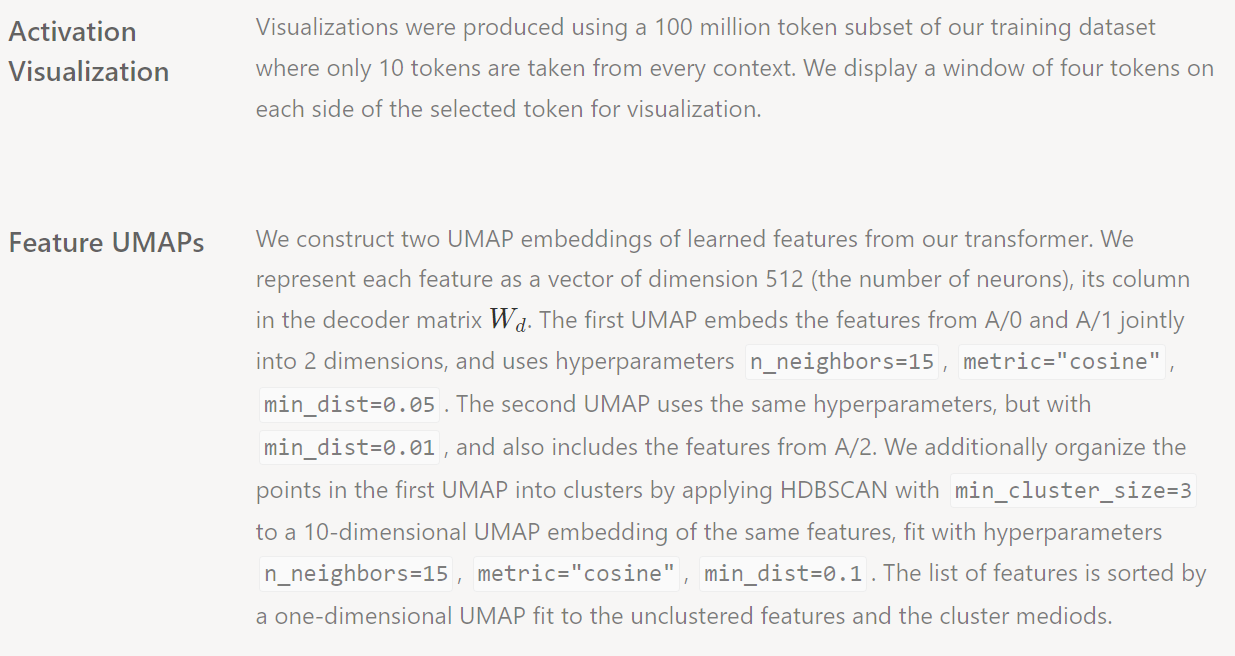 Activation
Visualization
Visualizations were produced using a 100 million token subset of our training dataset
where only 10 tokens are taken from every context. We display a window of four tokens on
each side of the selected token for visualization.
Feature UMAPs
We construct two UMAP embeddings of learned features from our transformer. We
represent each feature as a vector of dimension 512 (the number of neurons), its column
in the decoder matrix W_d. The first UMAP embeds the features from A/0 and A/1 jointly
into 2 dimensions, and uses hyperparameters n_neighbors=15, metric="cosine",
min_dist=0.05. The second UMAP uses the same hyperparameters, but with
min_dist=0.01, and also includes the features from A/2. We additionally organize the
points in the first UMAP into clusters by applying HDBSCAN with min_cluster_size=3
to a 10-dimensional UMAP embedding of the same features, fit with hyperparameters
n_neighbors=15, metric="cosine", min_dist=0.1. The list of features is sorted by
a one-dimensional UMAP fit to the unclustered features and the cluster mediods.